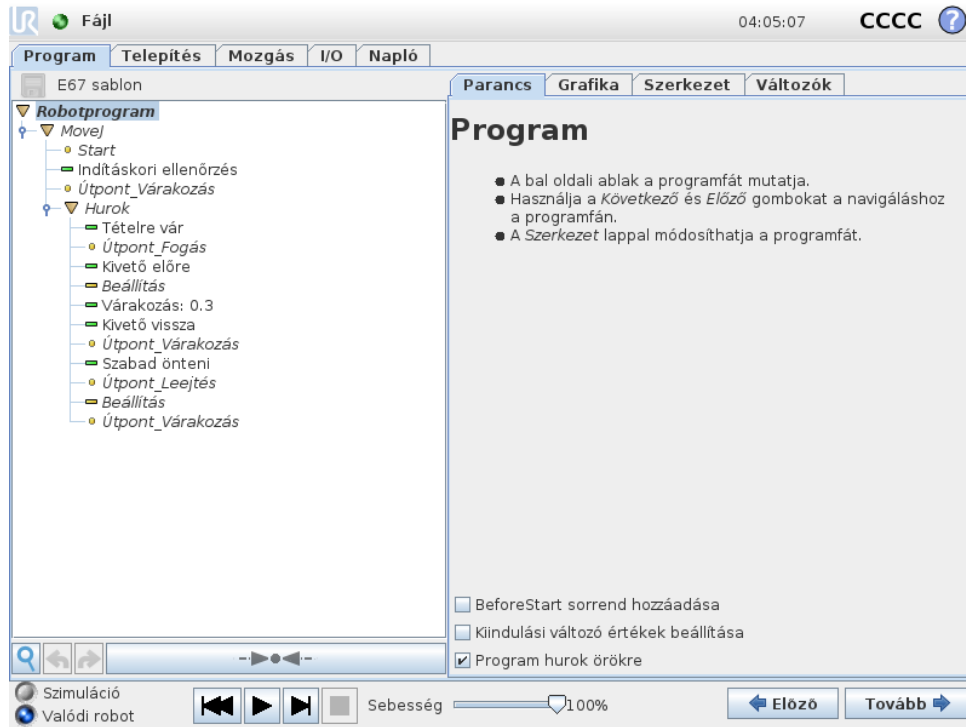 UR Fájl 04:05:07 CCCC ?
Program Telepítés Mozgás I/O Napló
E67 sablon
Robotprogram
MoveJ
Start
Indításkori ellenőrzés
Útpont_Várakozás
Hurok
Tételre vár
Útpont_Fogás
Kivető előre
Beállítás
Várakozás: 0.3
Kivető vissza
Útpont_Várakozás
Szabad önteni
Útpont_Leejtés
Beállítás
Útpont_Várakozás
Parancs Grafika Szerkezet Változók
Program
A bal oldali ablak a programfát mutatja.
Használja a Következő és Előző gombokat a navigáláshoz
a programfán.
A Szerkezet lappal módosíthatja a programfát.
BeforeStart sorrend hozzáadása
Kiindulási változó értékek beállítása
Program hurok örökre
Szimuláció
Valódi robot
Sebesség 100%
Előző Tovább